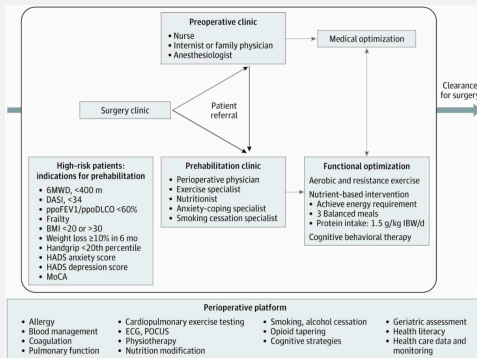 Preoperative clinic
• Nurse
• Internist or family physician
• Anesthesiologist
Medical optimization
Clearance
for surgery
Surgery clinic
Patient
referral
High-risk patients:
indications for prehabilitation
• 6MWD, <400 m
• DASI, <34
• ppoFEV1/ppoDLCO <60%
• Frailty
• BMI <20 or >30
• Weight loss ≥10% in 6 mo
• Handgrip <20th percentile
• HADS anxiety score
• HADS depression score
• MoCA
Prehabilitation clinic
• Perioperative physician
• Exercise specialist
• Nutritionist
• Anxiety-coping specialist
• Smoking cessation specialist
Functional optimization
Aerobic and resistance exercise
Nutrient-based intervention
• Achieve energy requirement
• 3 Balanced meals
• Protein intake: 1.5 g/kg IBW/d
Cognitive behavioral therapy
Perioperative platform
• Allergy
• Blood management
• Coagulation
• Pulmonary function
• Cardiopulmonary exercise testing
• ECG, POCUS
• Physiotherapy
• Nutrition modification
• Smoking, alcohol cessation
• Opioid tapering
• Cognitive strategies
• Geriatric assessment
• Health literacy
• Health care data and
monitoring